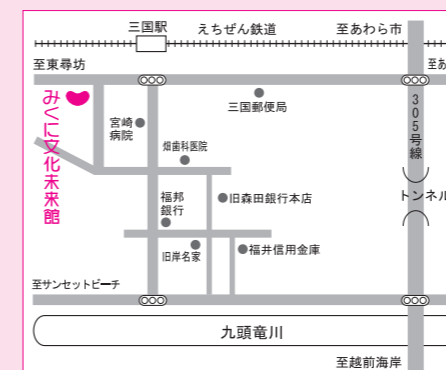 三国駅
えちぜん鉄道
至あわら市
至東尋坊
至あ
みくに文化未来館
宮崎
病院
三国郵便局
305号線
畑歯科医院
トンネル
福邦
銀行
旧森田銀行本店
旧岸名家
福井信用金庫
至サンセットビーチ
九頭竜川
至越前海岸